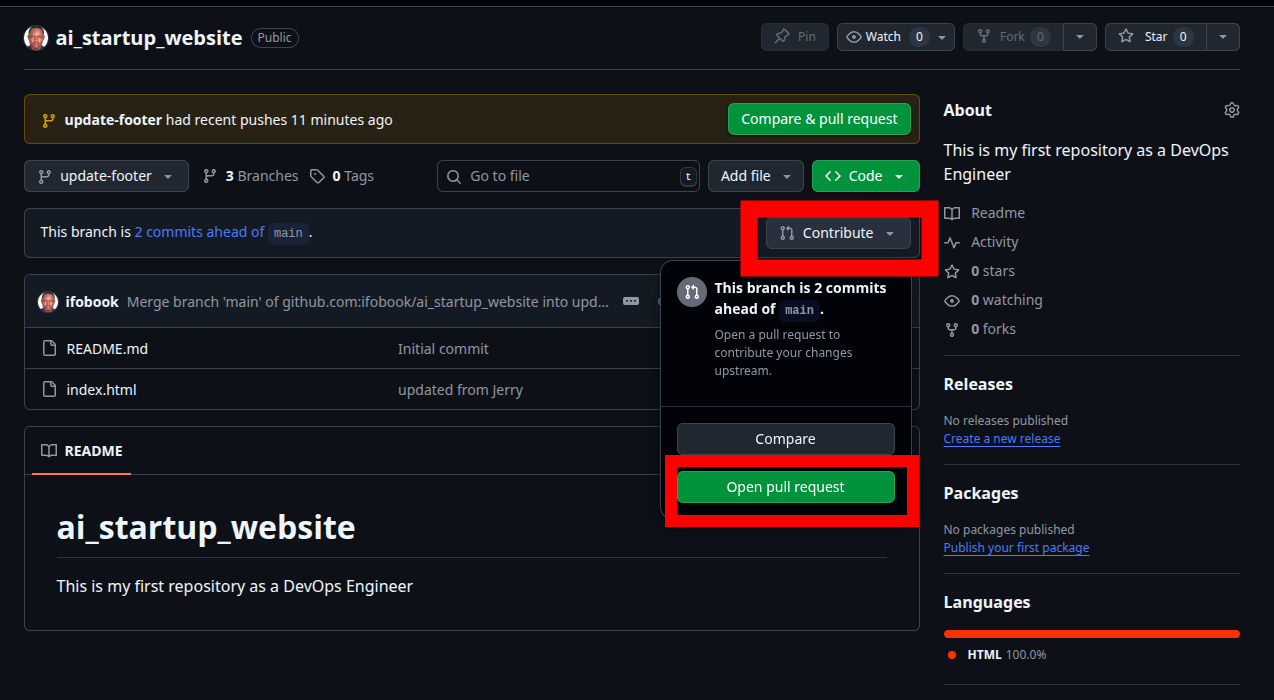 ai_startup_website Public
Pin Watch 0 Fork 0 Star 0
update-footer had recent pushes 11 minutes ago Compare & pull request
update-footer 3 Branches 0 Tags Go to file t Add file <> Code
This branch is 2 commits ahead of main . Contribute
ifobook Merge branch 'main' of github.com:ifobook/ai_startup_website into upd...
README.md Initial commit
index.html updated from Jerry
This branch is 2 commits
ahead of main .
Open a pull request to
contribute your changes
upstream.
Compare
Open pull request
README
ai_startup_website
This is my first repository as a DevOps Engineer
About
This is my first repository as a DevOps
Engineer
Readme
Activity
0 stars
0 watching
0 forks
Releases
No releases published
Create a new release
Packages
No packages published
Publish your first package
Languages
HTML 100.0%